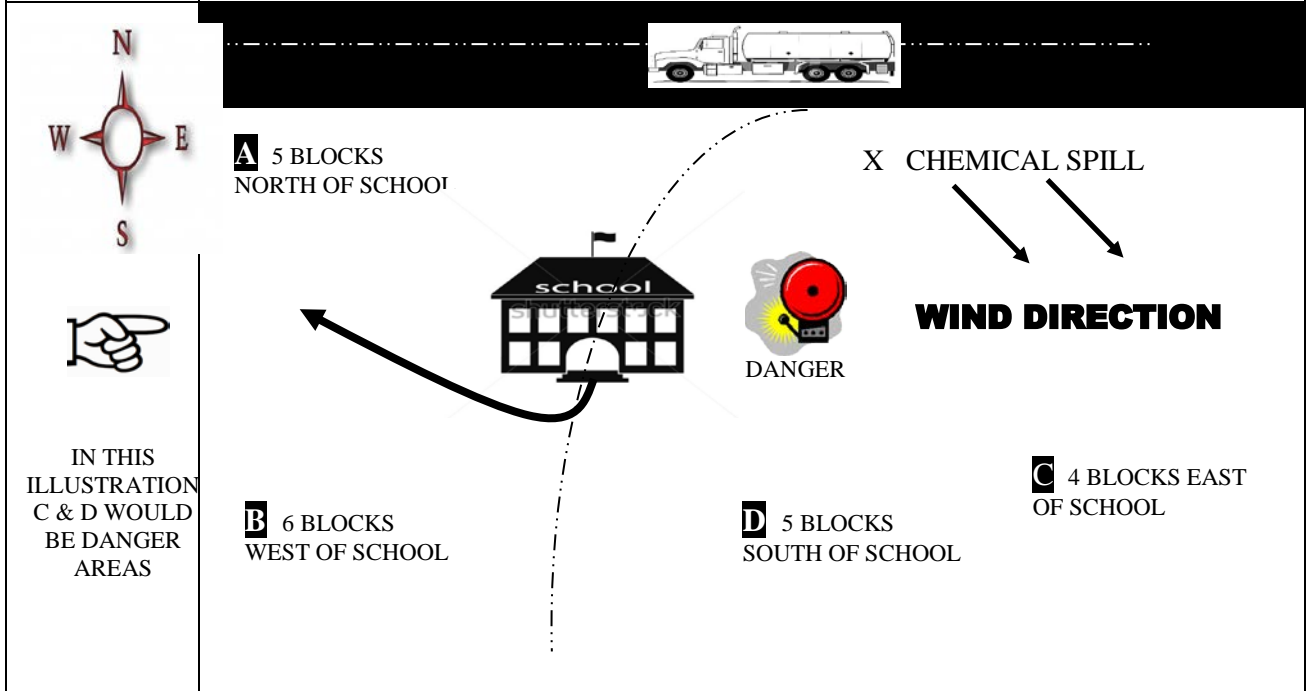 N
W E
S
A 5 BLOCKS
NORTH OF SCHOOL
X CHEMICAL SPILL
school
shutterstock
DANGER
WIND DIRECTION
IN THIS
ILLUSTRATION
C & D WOULD
BE DANGER
AREAS
B 6 BLOCKS
WEST OF SCHOOL
D 5 BLOCKS
SOUTH OF SCHOOL
C 4 BLOCKS EAST
OF SCHOOL